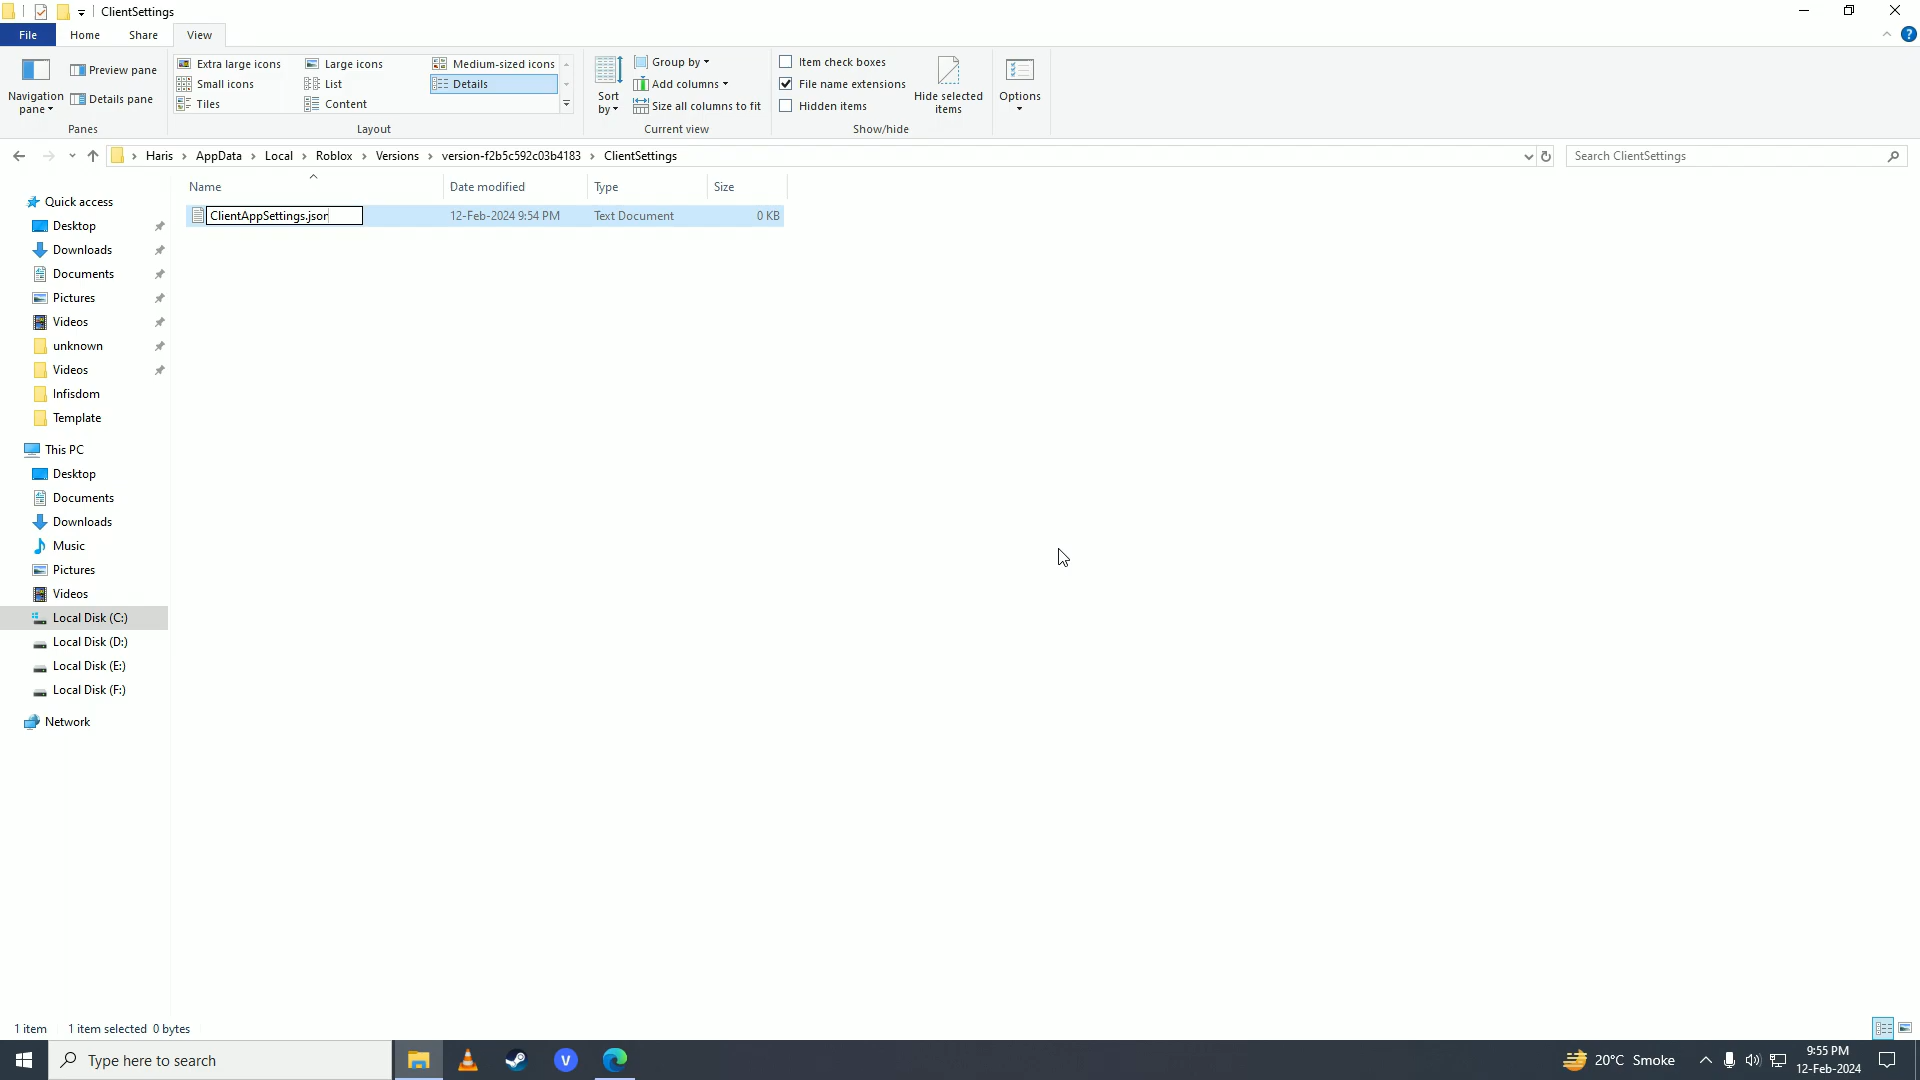 ClientSettings
File Home Share View
Navigation pane
Preview pane
Details pane
Panes
Extra large icons Large icons Medium-sized icons
Small icons List Details
Tiles Content
Layout
Sort by
Group by
Add columns
Size all columns to fit
Current view
Item check boxes
File name extensions
Hidden items
Hide selected items
Show/hide
Options
Haris > AppData > Local > Roblox > Versions > version-f2b5c592c03b4183 > ClientSettings
Search ClientSettings
Name Date modified Type Size
ClientAppSettings.json 12-Feb-2024 9:54 PM Text Document 0 KB
Quick access
Desktop
Downloads
Documents
Pictures
Videos
unknown
Videos
Infisdom
Template
This PC
Desktop
Documents
Downloads
Music
Pictures
Videos
Local Disk (C:)
Local Disk (D:)
Local Disk (E:)
Local Disk (F:)
Network
1 item 1 item selected 0 bytes
Type here to search
V
20°C Smoke
9:55 PM
12-Feb-2024